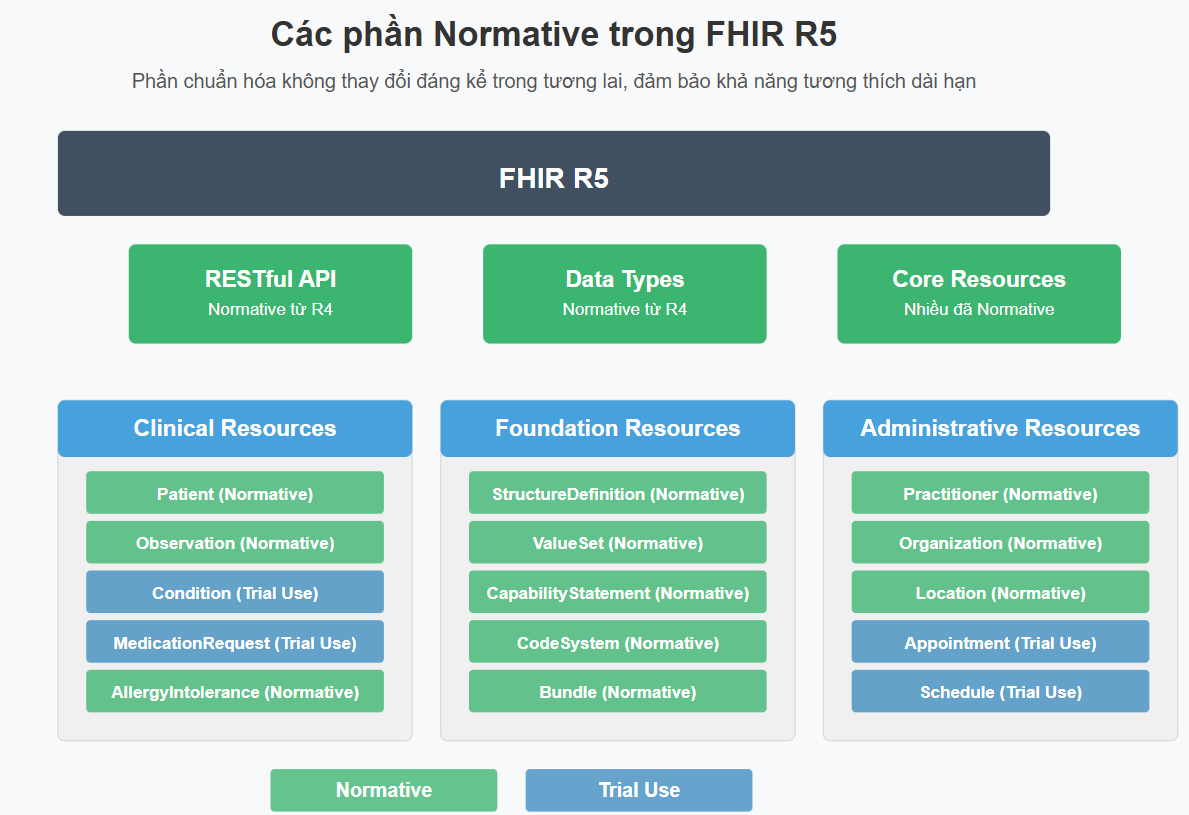 Các phần Normative trong FHIR R5
Phần chuẩn hóa không thay đổi đáng kể trong tương lai, đảm bảo khả năng tương thích dài hạn
FHIR R5
RESTful API
Normative từ R4
Data Types
Normative từ R4
Core Resources
Nhiều đã Normative
Clinical Resources
Patient (Normative)
Observation (Normative)
Condition (Trial Use)
MedicationRequest (Trial Use)
AllergyIntolerance (Normative)
Foundation Resources
StructureDefinition (Normative)
ValueSet (Normative)
CapabilityStatement (Normative)
CodeSystem (Normative)
Bundle (Normative)
Administrative Resources
Practitioner (Normative)
Organization (Normative)
Location (Normative)
Appointment (Trial Use)
Schedule (Trial Use)
Normative
Trial Use